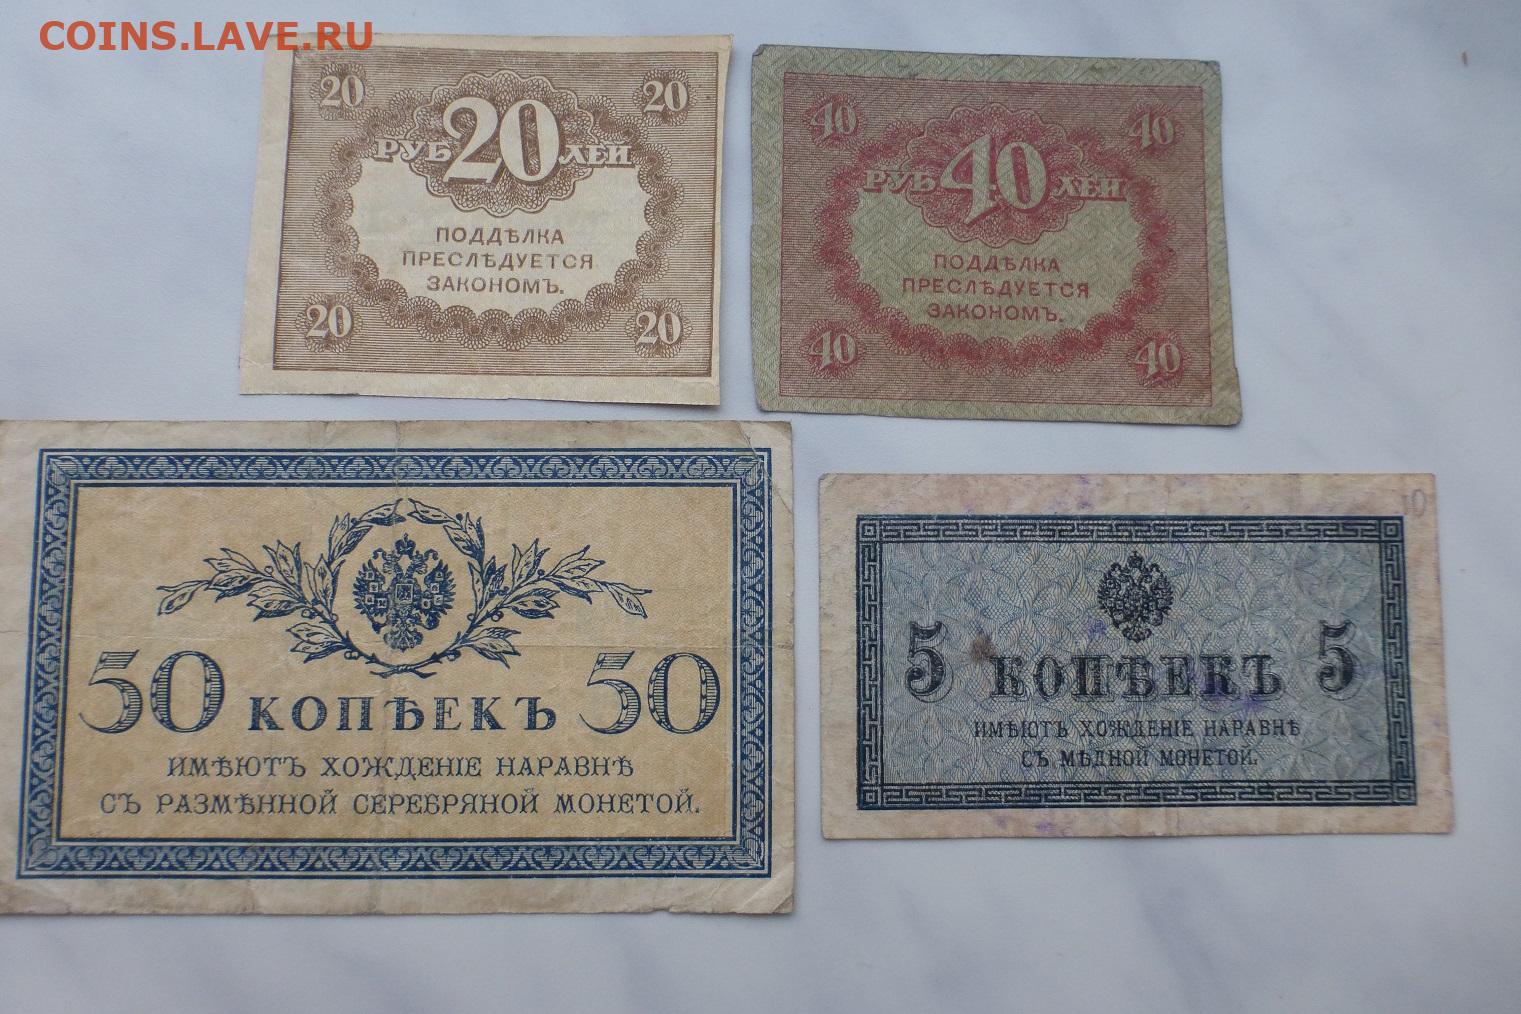 COINS.LAVE.RU
20 20
РУБ 20 ЛЕЙ
ПОДДѢЛКА
ПРЕСЛѢДУЕТСЯ
ЗАКОНОМЪ.
20 20
40 40
РУБ 40 ЛЕЙ
ПОДДѢЛКА
ПРЕСЛѢДУЕТСЯ
ЗАКОНОМЪ.
40 40
50 КОПѢЕКЪ 50
ИМѢЮТЪ ХОЖДЕНІЕ НАРАВНѢ
СЪ РАЗМѢННОЙ СЕРЕБРЯНОЙ МОНЕТОЙ.
10
5 КОПѢЕКЪ 5
ИМѢЮТЪ ХОЖДЕНІЕ НАРАВНѢ
СЪ МѢДНОЙ МОНЕТОЙ.